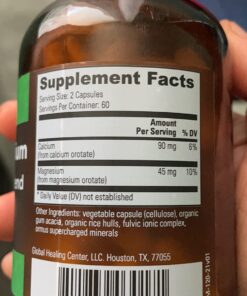 Supplement Facts
Serving Size: 2 Capsules
Servings Per Container: 60
Amount
Per Serving % DV
Calcium 90 mg 6%
(from calcium orotate)
Magnesium 45 mg 10%
(from magnesium orotate)
* Daily Value (DV) not established
Other Ingredients: vegetable capsule (cellulose), organic
gum acacia, organic rice hulls, fulvic ionic complex,
ormus supercharged minerals
Global Healing Center, LLC. Houston, TX, 77055
um
end